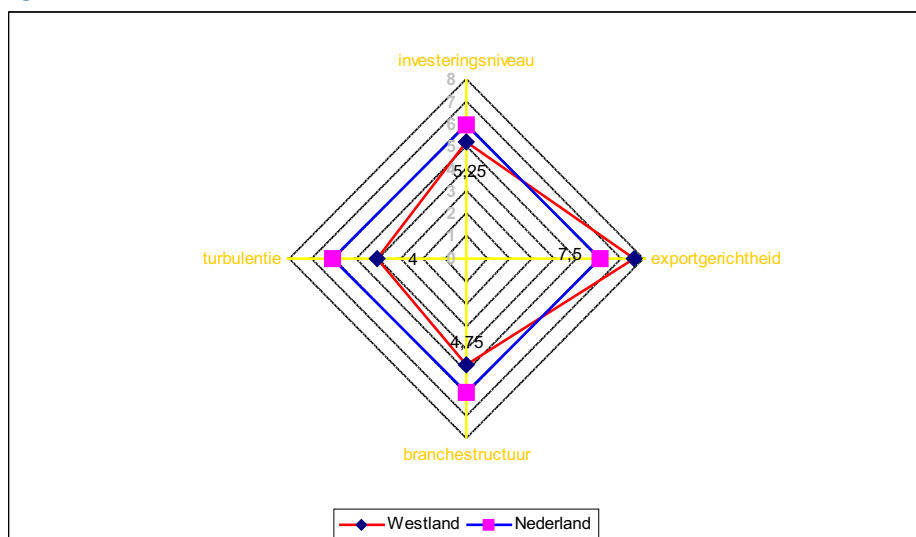 investeringsniveau
8
7
6
5
4
5,25
3
2
1
turbulentie
4
0
7,5
exportgerichtheid
4,75
branchestructuur
Westland
Nederland